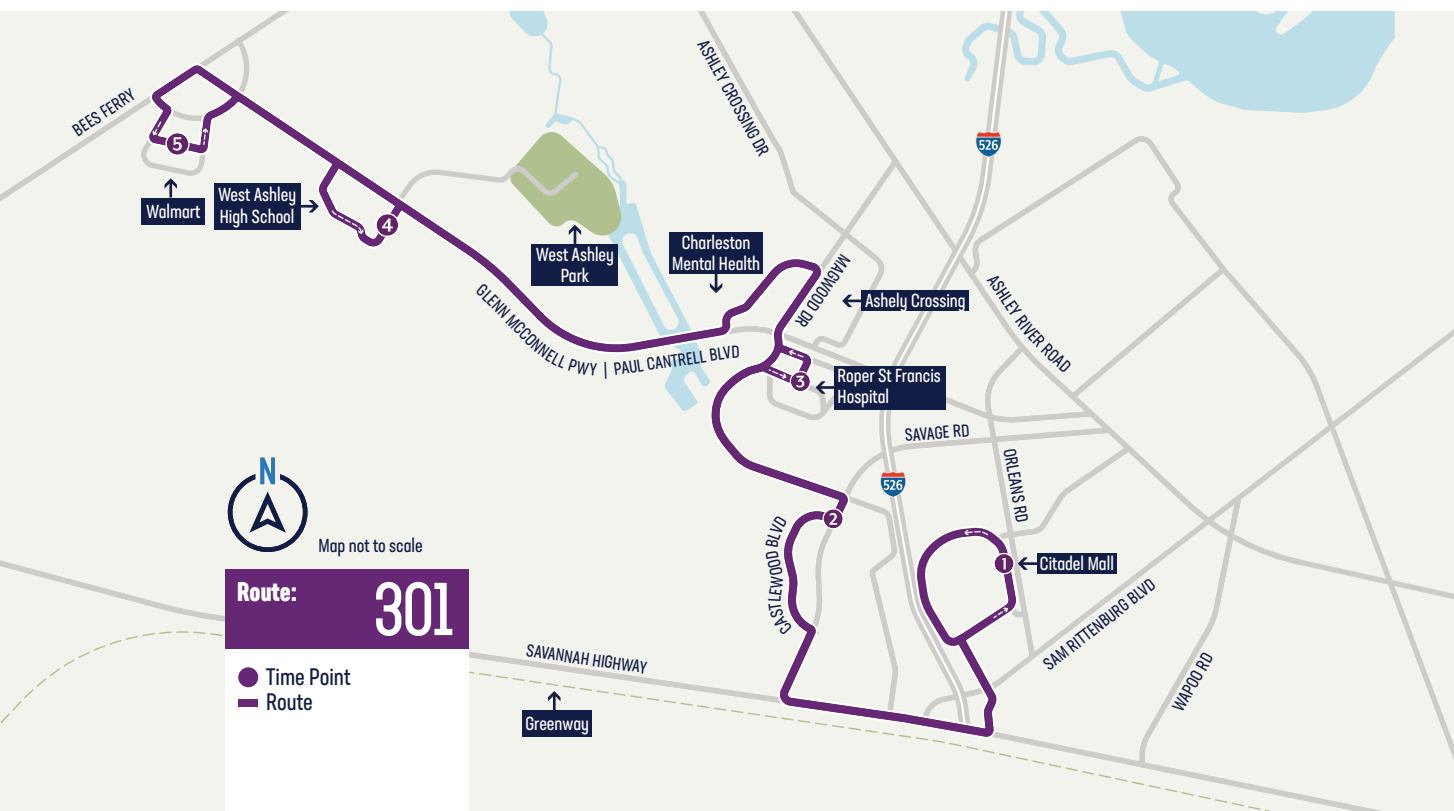 BEES FERRY
ASHLEY CROSSING DR
526
5
Walmart
West Ashley
High School
4
West Ashley
Park
Charleston
Mental Health
MAGWOOD DR
Ashely Crossing
ASHLEY RIVER ROAD
GLENN MCCONNELL PWY | PAUL CANTRELL BLVD
3
Roper St Francis
Hospital
SAVAGE RD
ORLEANS RD
526
N
Map not to scale
2
CASTLEWOOD BLVD
1
Citadel Mall
SAM RITTENBURG BLVD
WAPOO RD
SAVANNAH HIGHWAY
Greenway
Route: 301
Time Point
Route